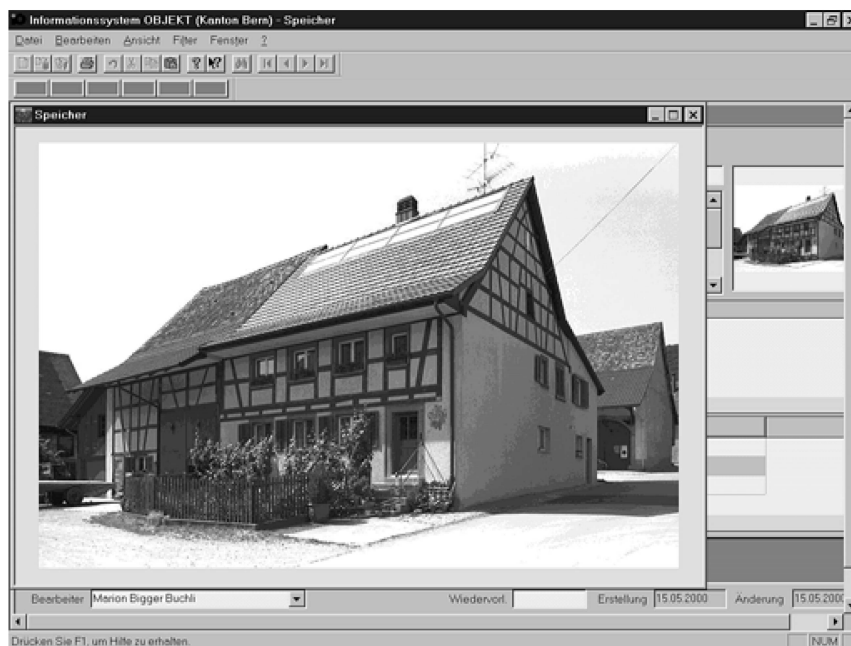 Informationssystem OBJEKT (Kanton Bern) - Speicher
Datei Bearbeiten Ansicht Filter Fenster ?
Speicher
Bearbeiter Marion Bigger Buchli Wiedervorl. Erstellung 15.05.2000 Änderung 15.05.2000
Drücken Sie F1, um Hilfe zu erhalten. NUM